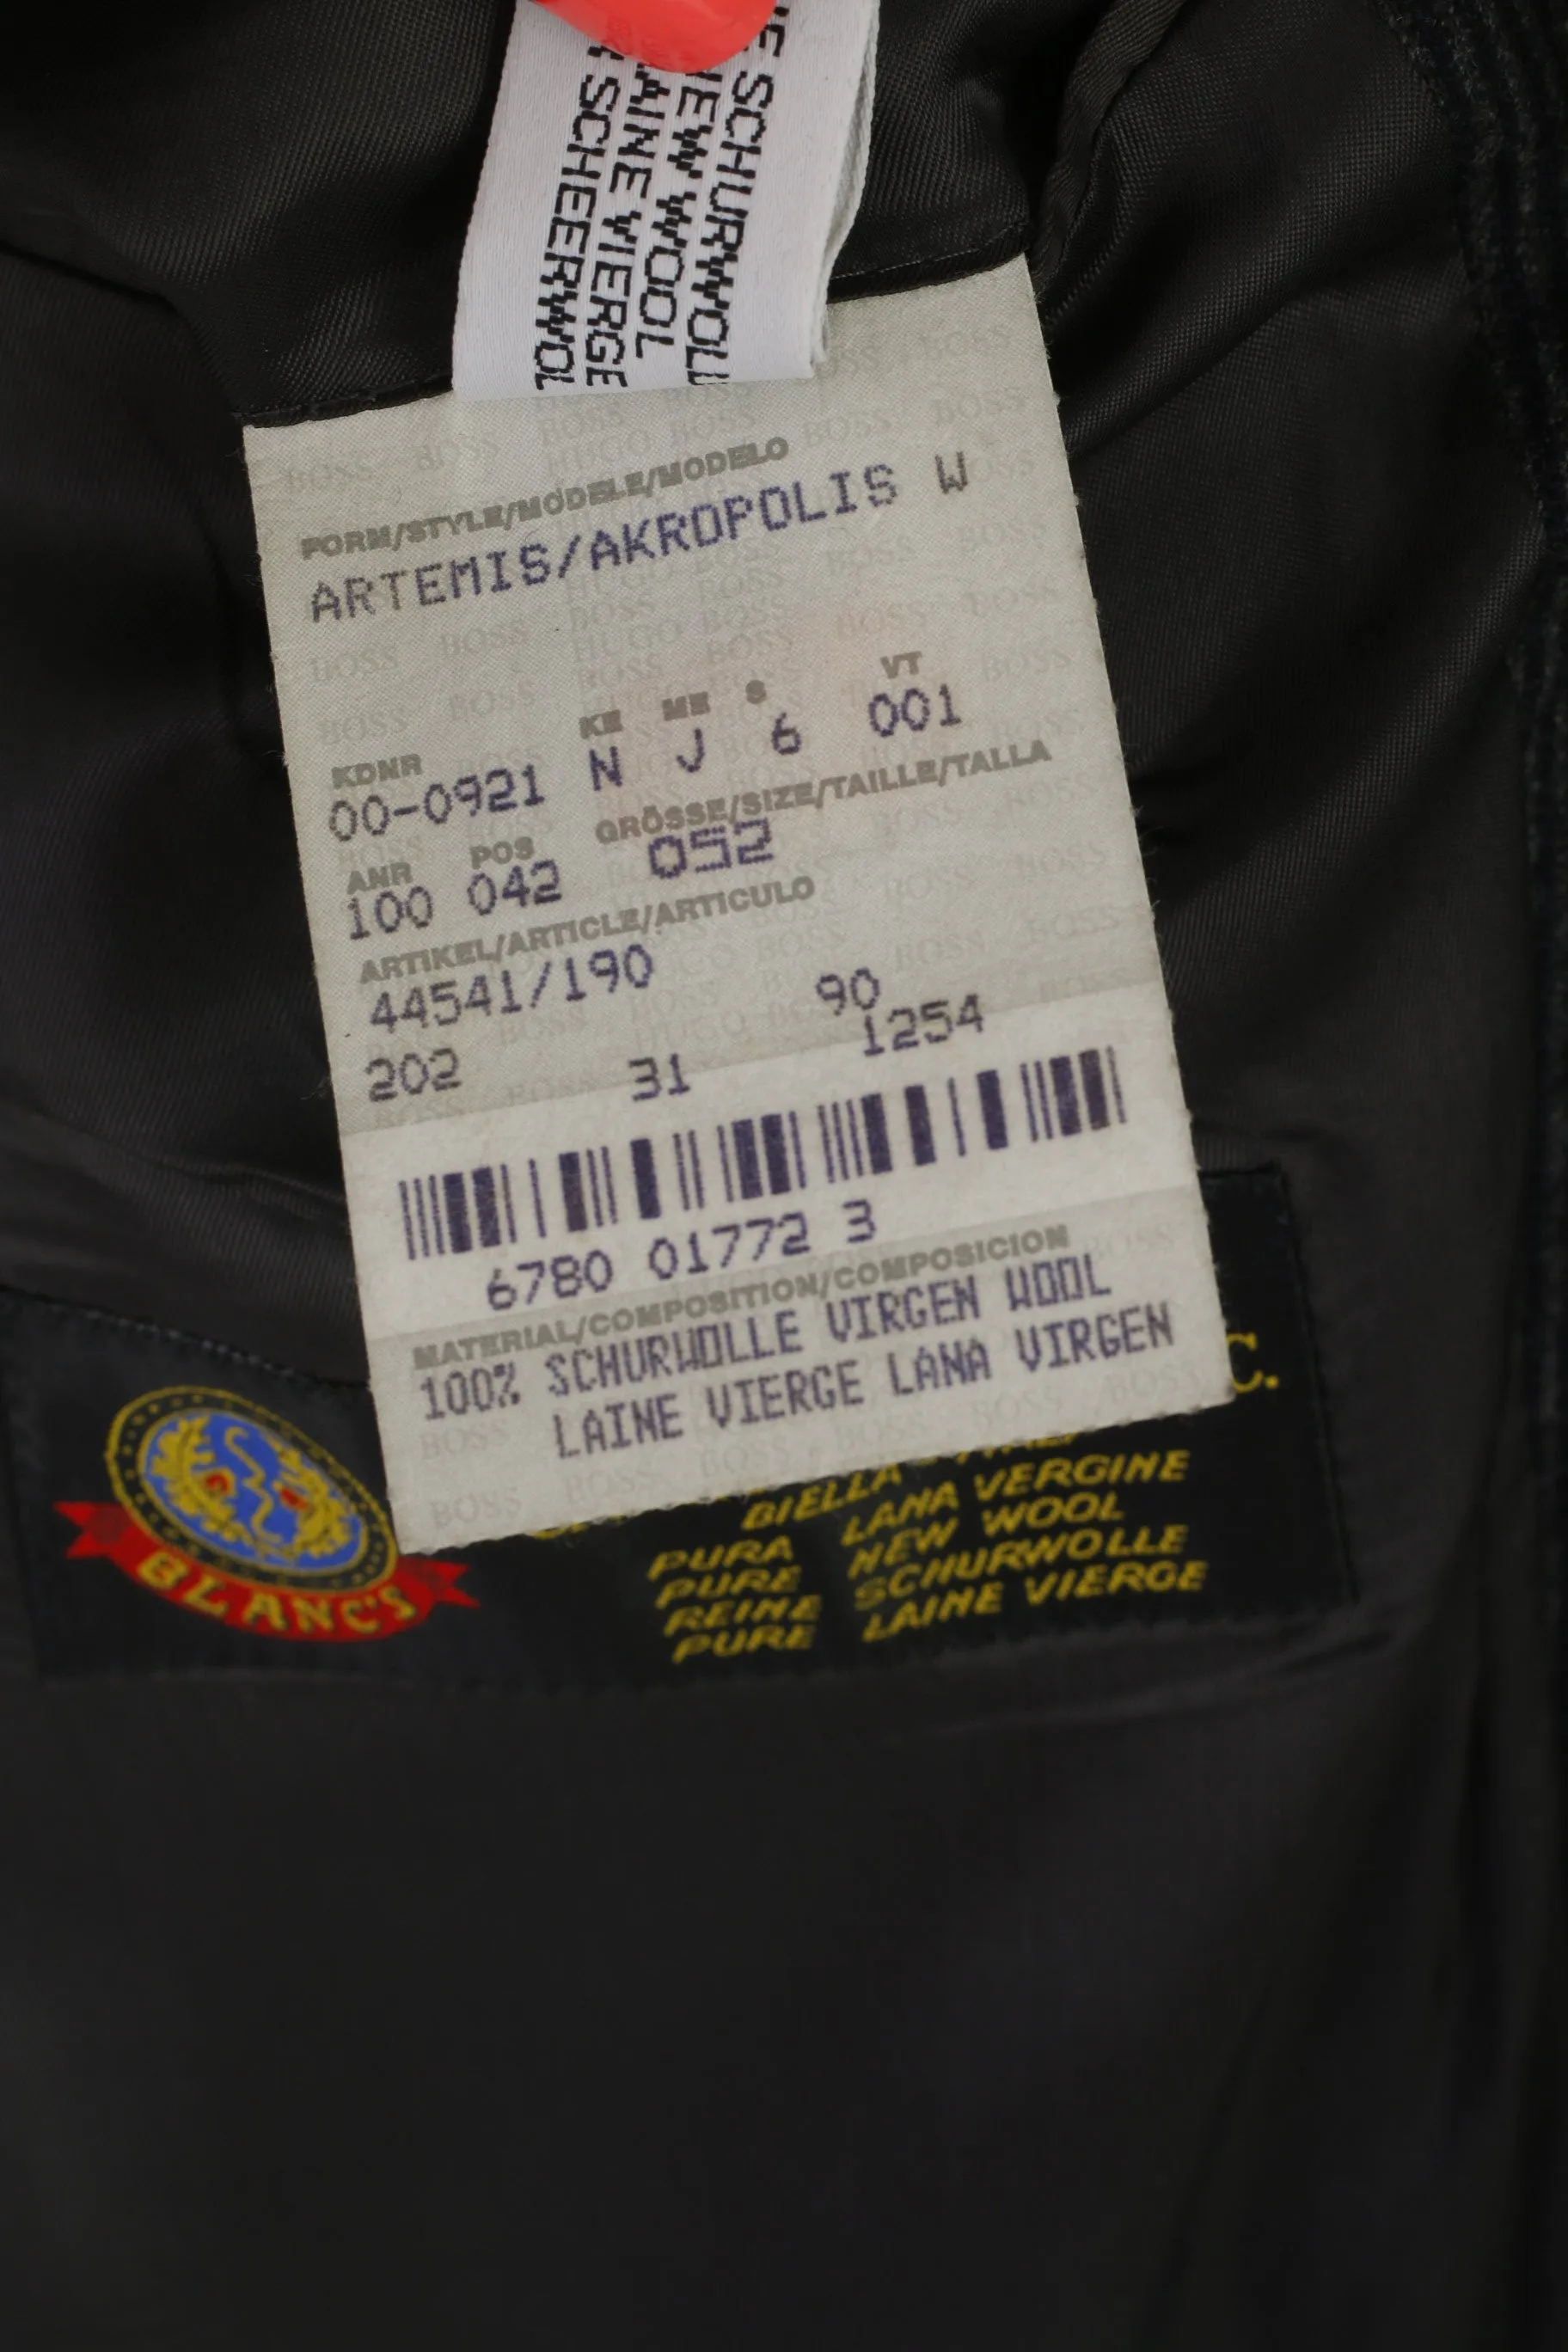 SCHURWOLL
NEW WOOL
LAINE VIERGE
SCHEERWOL
FORM/STYLE/MODELE/MODELO
ARTEMIS/AKROPOLIS W
KDNR KE ME S VT
00-0921 N J 6 001
ANR POS GRÖSSE/SIZE/TAILLE/TALLA
100 042 052
ARTIKEL/ARTICLE/ARTICULO
44541/190 90
202 31 1254
6780 01772 3
MATERIAL/COMPOSITION/COMPOSICION
100% SCHURWOLLE VIRGEN WOOL
LAINE VIERGE LANA VIRGEN
C.
BLANC'S
BIELLA
PURA LANA VERGINE
PURE NEW WOOL
REINE SCHURWOLLE
PURE LAINE VIERGE
BOSS HUGO BOSS